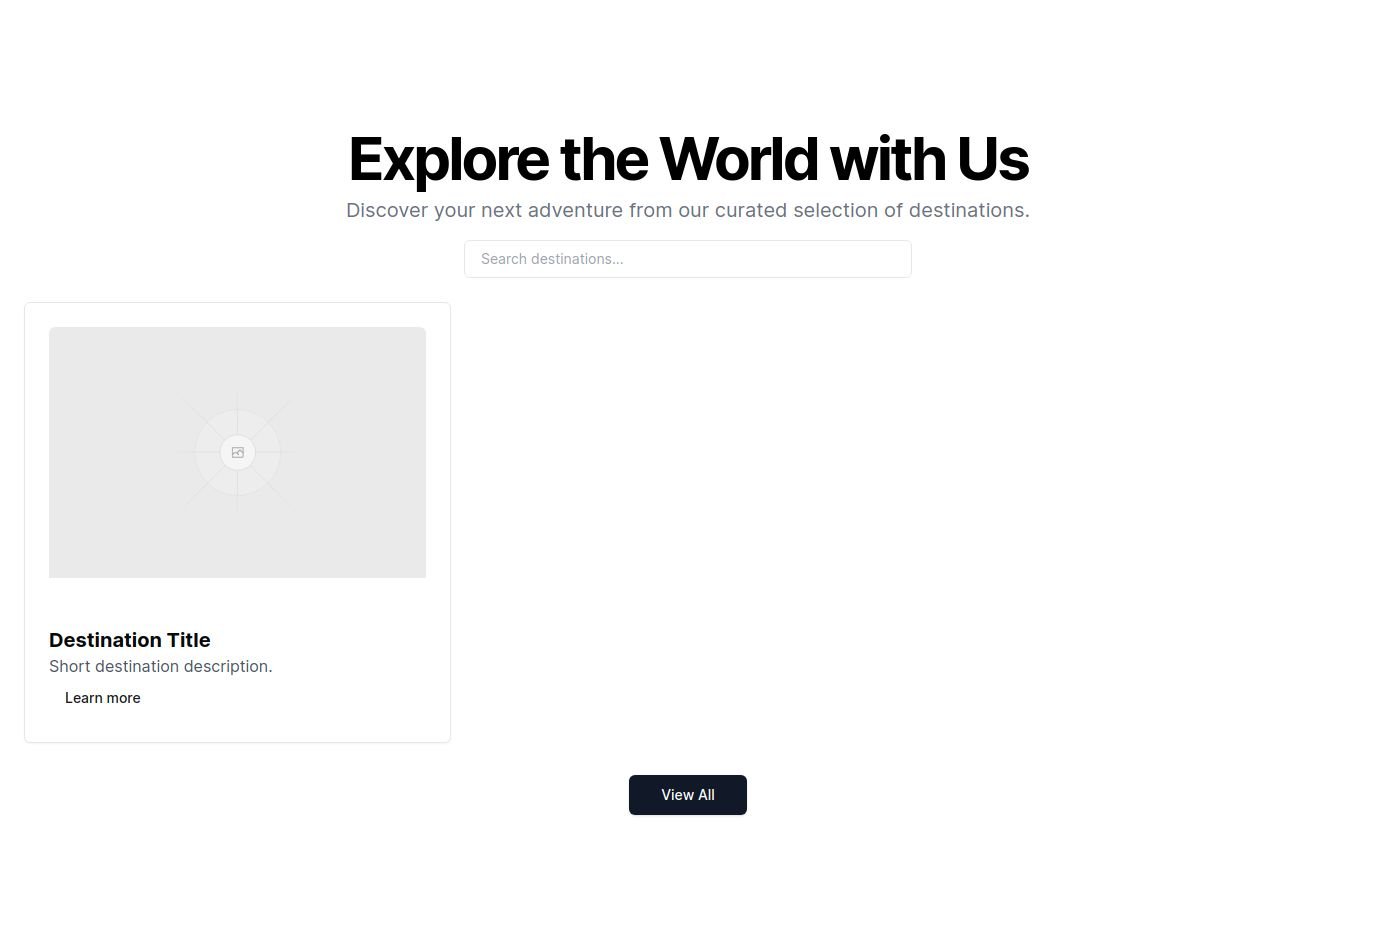 Explore the World with Us
Discover your next adventure from our curated selection of destinations.
Search destinations...
Destination Title
Short destination description.
Learn more
View All